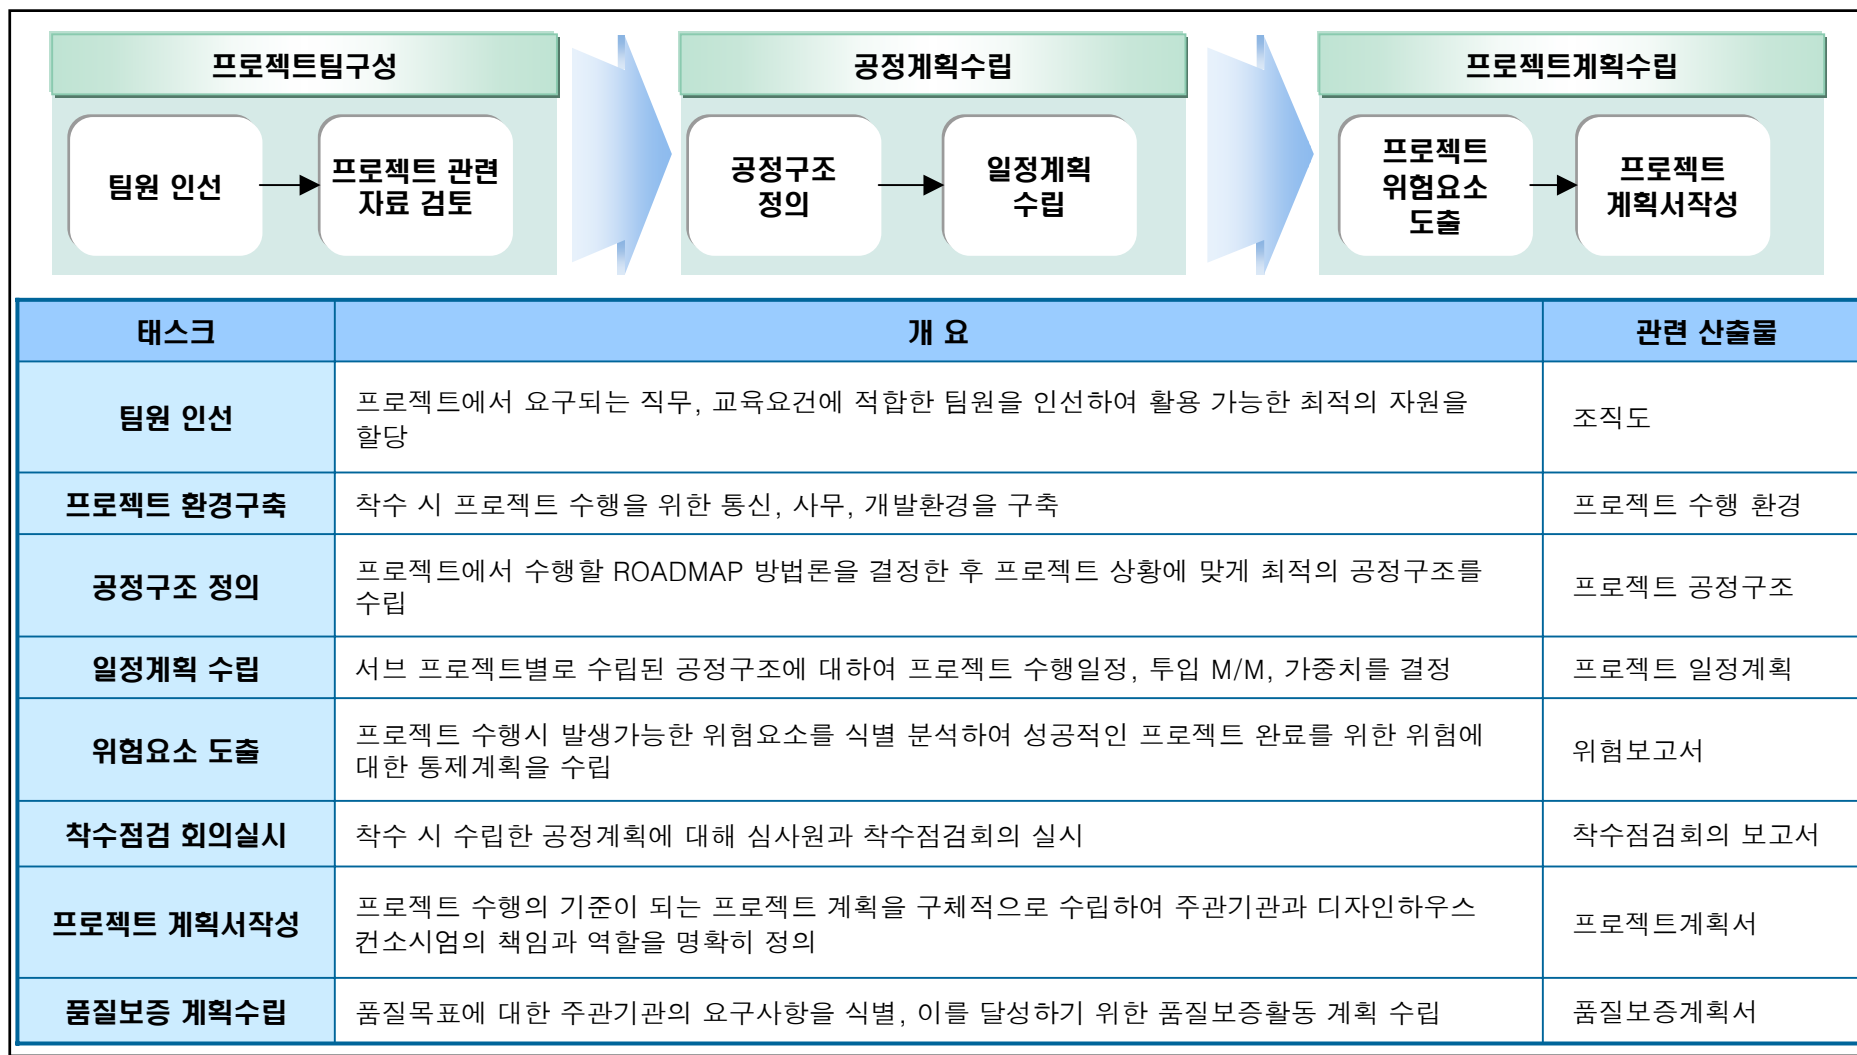 프로젝트팀구성
팀원 인선
프로젝트 관련
자료 검토
공정계획수립
공정구조
정의
일정계획
수립
프로젝트계획수립
프로젝트
위험요소
도출
프로젝트
계획서작성
태스크
개 요
관련 산출물
팀원 인선
프로젝트에서 요구되는 직무, 교육요건에 적합한 팀원을 인선하여 활용 가능한 최적의 자원을
할당
조직도
프로젝트 환경구축
착수 시 프로젝트 수행을 위한 통신, 사무, 개발환경을 구축
프로젝트 수행 환경
공정구조 정의
프로젝트에서 수행할 ROADMAP 방법론을 결정한 후 프로젝트 상황에 맞게 최적의 공정구조를
수립
프로젝트 공정구조
일정계획 수립
서브 프로젝트별로 수립된 공정구조에 대하여 프로젝트 수행일정, 투입 M/M, 가중치를 결정
프로젝트 일정계획
위험요소 도출
프로젝트 수행시 발생가능한 위험요소를 식별 분석하여 성공적인 프로젝트 완료를 위한 위험에
대한 통제계획을 수립
위험보고서
착수점검 회의실시
착수 시 수립한 공정계획에 대해 심사원과 착수점검회의 실시
착수점검회의 보고서
프로젝트 계획서작성
프로젝트 수행의 기준이 되는 프로젝트 계획을 구체적으로 수립하여 주관기관과 디자인하우스
컨소시엄의 책임과 역할을 명확히 정의
프로젝트계획서
품질보증 계획수립
품질목표에 대한 주관기관의 요구사항을 식별, 이를 달성하기 위한 품질보증활동 계획 수립
품질보증계획서